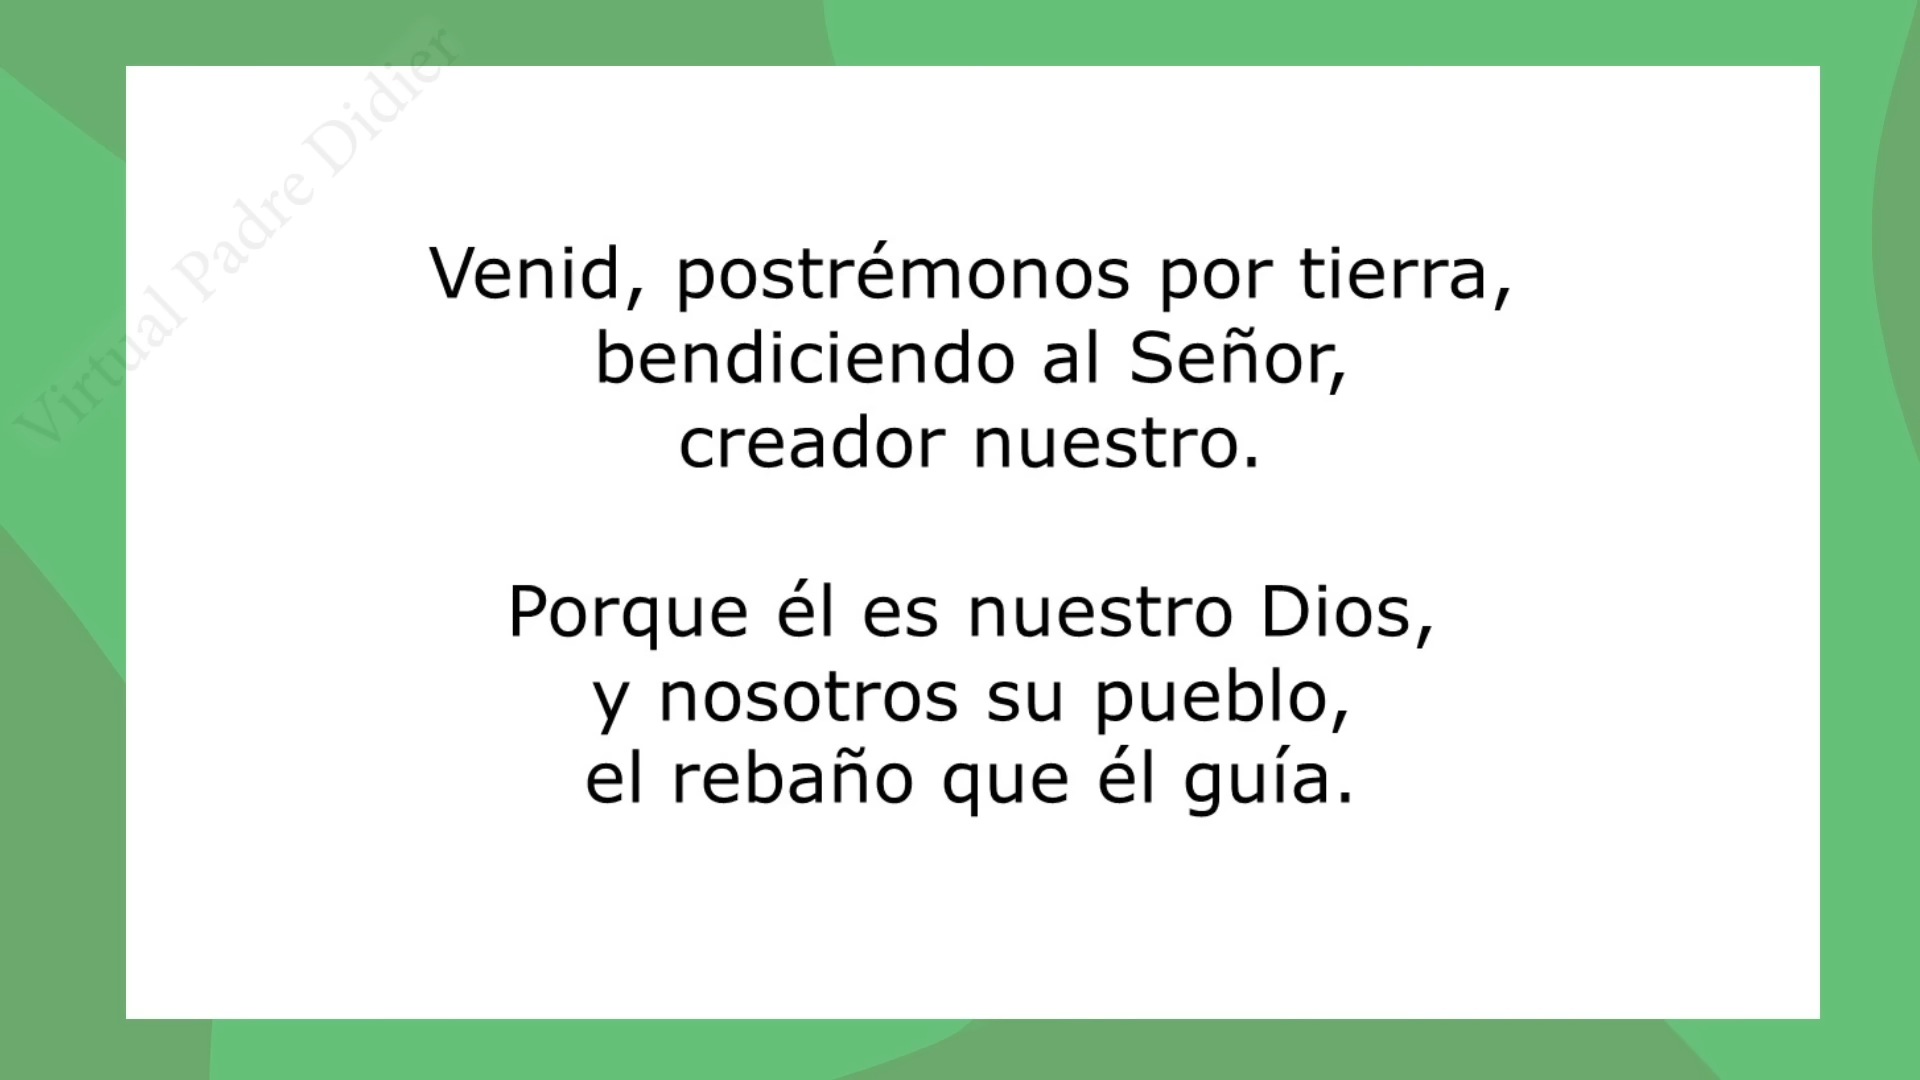 Virtual Padre Didier
Venid, postrémonos por tierra,
bendiciendo al Señor,
creador nuestro.
Porque él es nuestro Dios,
y nosotros su pueblo,
el rebaño que él guía.